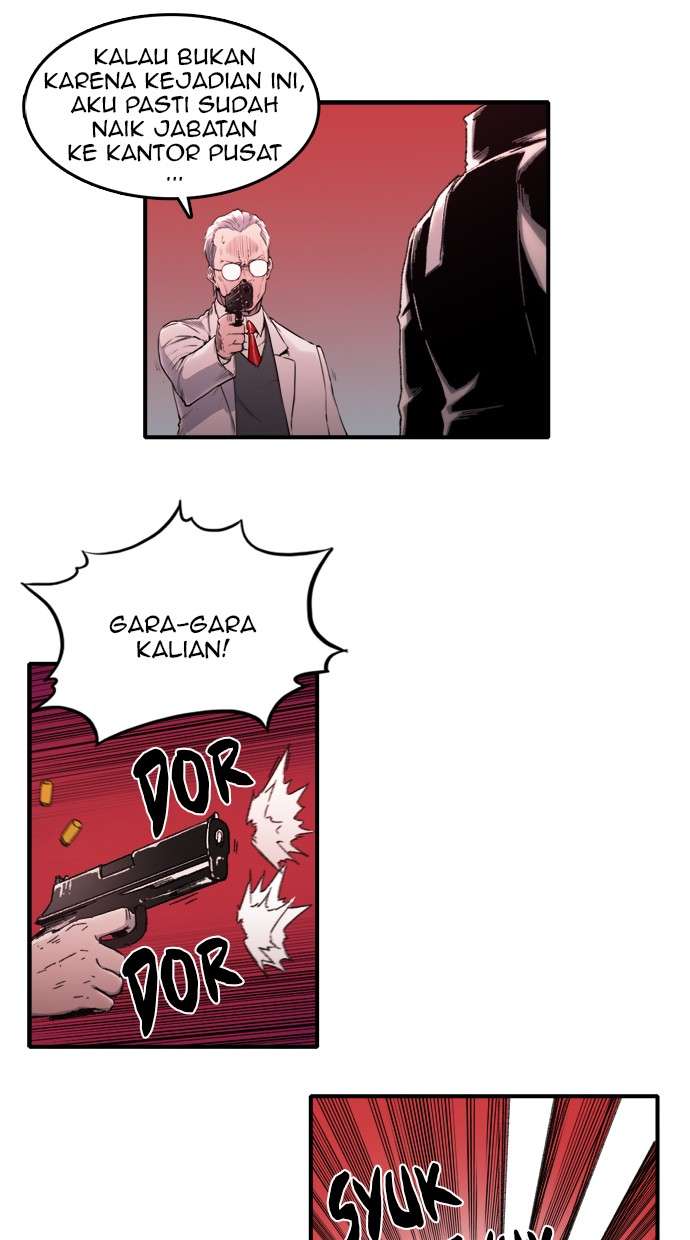 KALAU BUKAN
KARENA KEJADIAN INI,
AKU PASTI SUDAH
NAIK JABATAN
KE KANTOR PUSAT
...
GARA-GARA
KALIAN!
DOR
DOR
SYUK